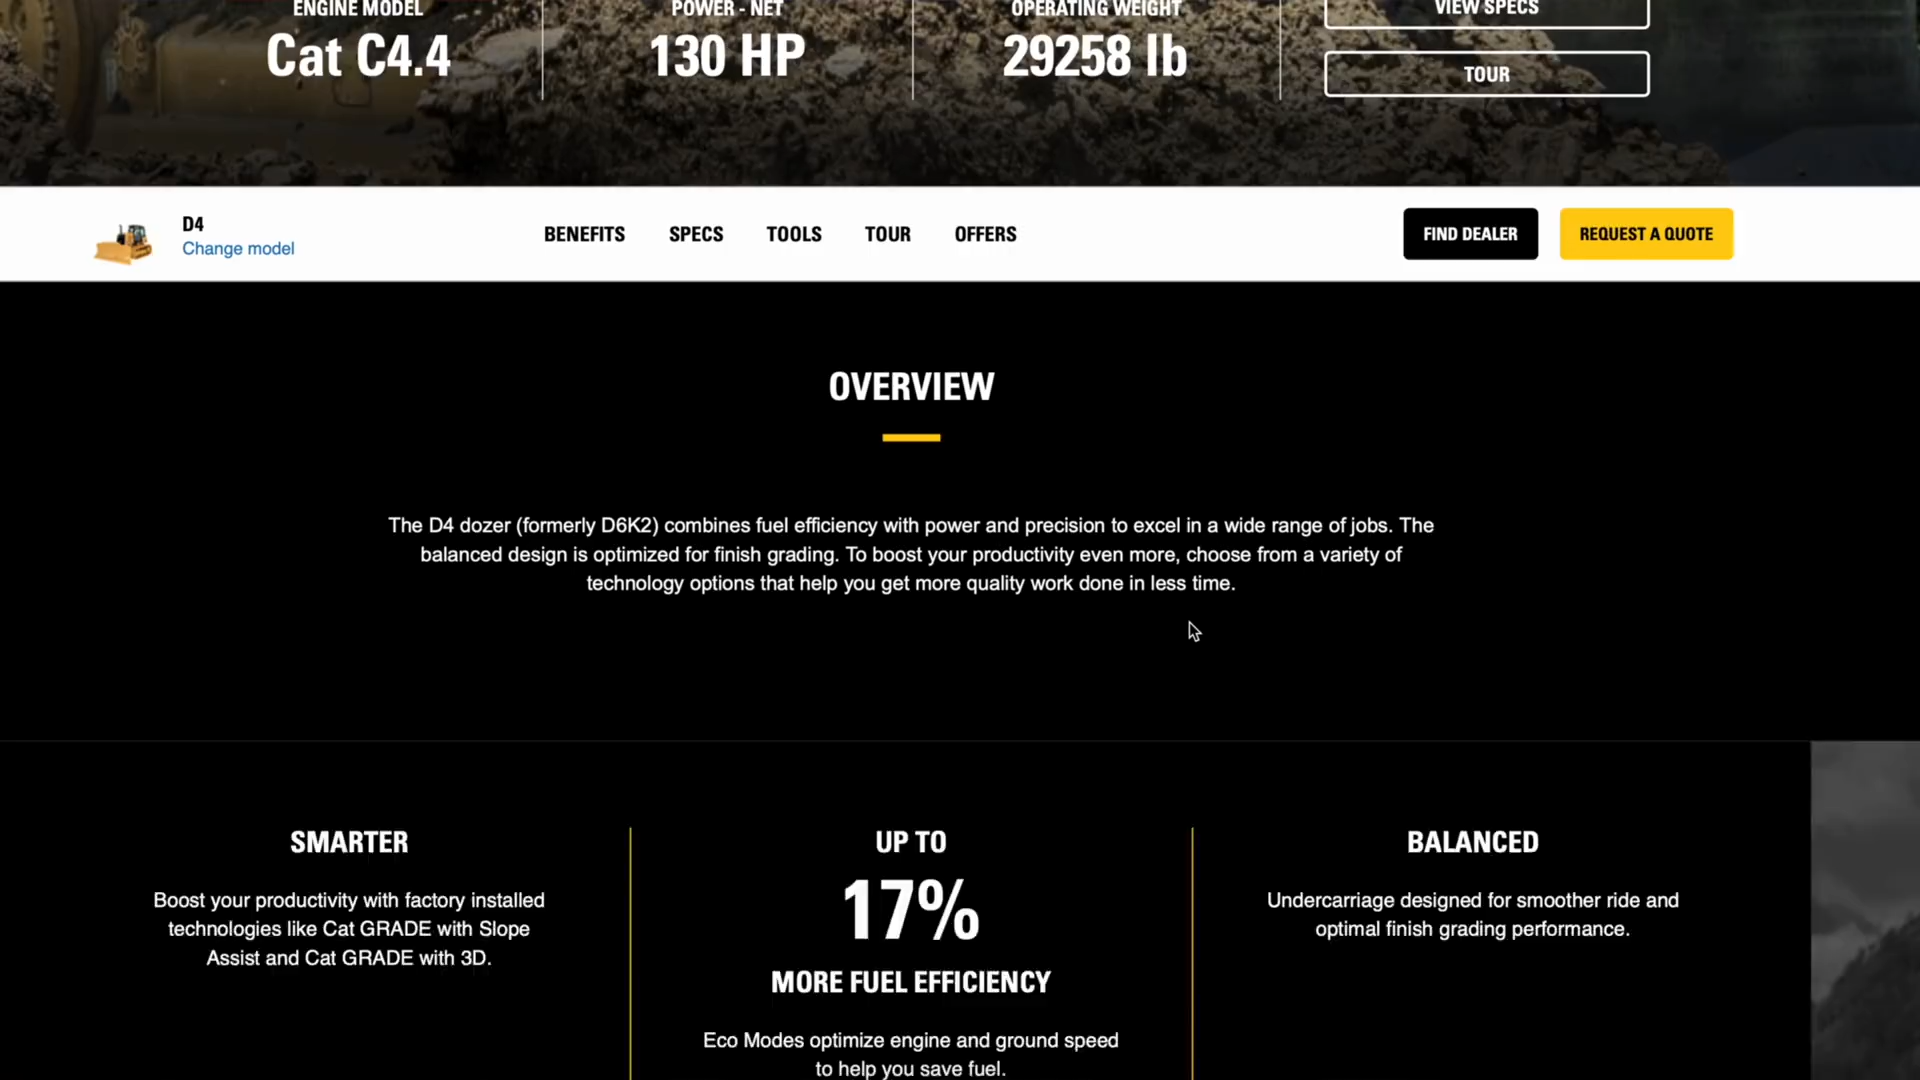 ENGINE MODEL
POWER - NET
OPERATING WEIGHT
VIEW SPECS
Cat C4.4
130 HP
29258 lb
TOUR
D4
Change model
BENEFITS
SPECS
TOOLS
TOUR
OFFERS
FIND DEALER
REQUEST A QUOTE
OVERVIEW
The D4 dozer (formerly D6K2) combines fuel efficiency with power and precision to excel in a wide range of jobs. The
balanced design is optimized for finish grading. To boost your productivity even more, choose from a variety of
technology options that help you get more quality work done in less time.
SMARTER
Boost your productivity with factory installed
technologies like Cat GRADE with Slope
Assist and Cat GRADE with 3D.
UP TO
17%
MORE FUEL EFFICIENCY
Eco Modes optimize engine and ground speed
to help you save fuel.
BALANCED
Undercarriage designed for smoother ride and
optimal finish grading performance.